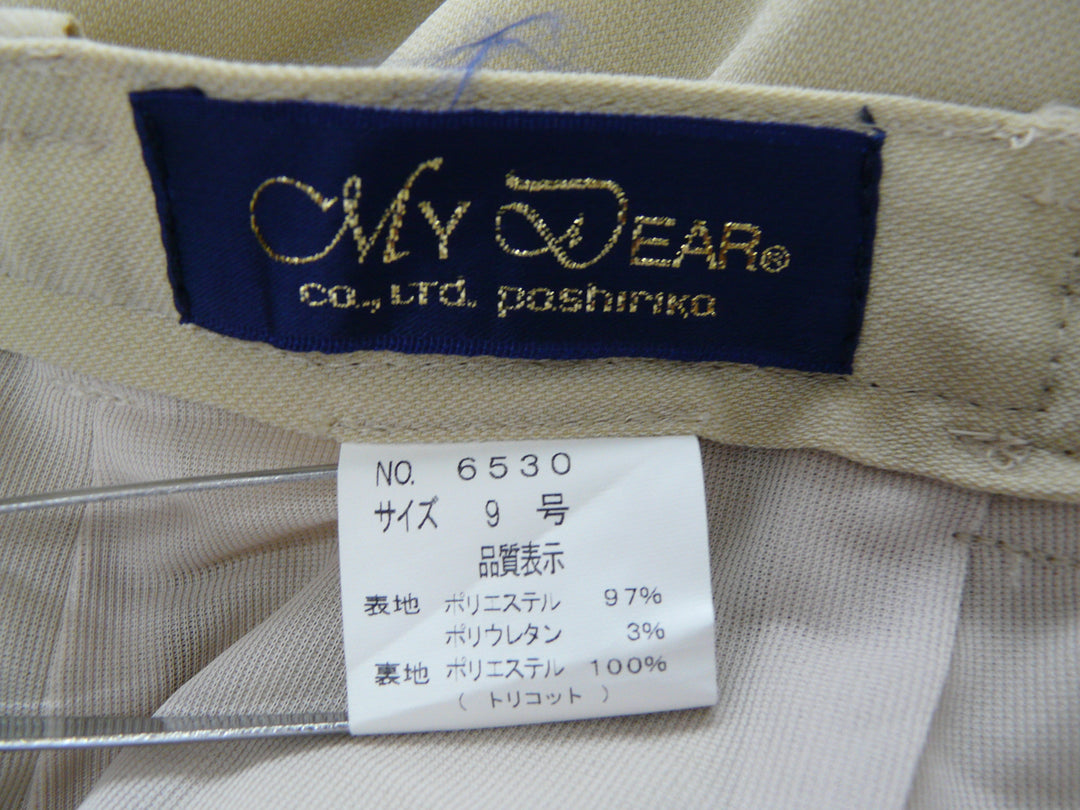 My Dear®
co., LTD. poshirika
NO. 6530
サイズ 9 号
品質表示
表地 ポリエステル 97%
ポリウレタン 3%
裏地 ポリエステル 100%
( トリコット )